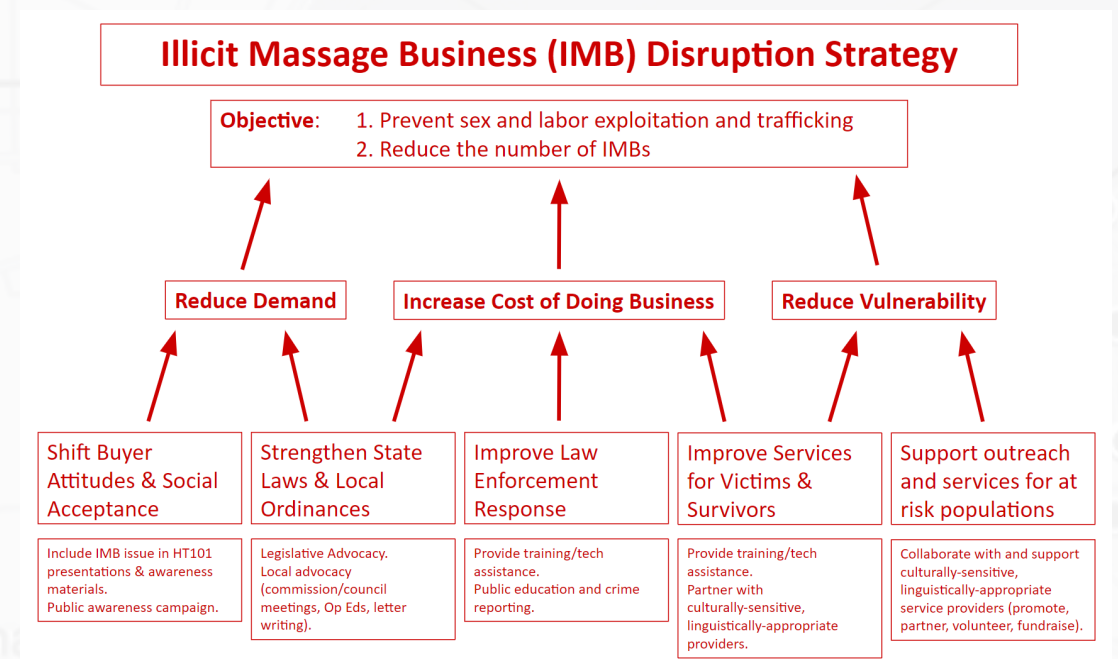 Illicit Massage Business (IMB) Disruption Strategy
Objective: 1. Prevent sex and labor exploitation and trafficking
2. Reduce the number of IMBs
Reduce Demand
Increase Cost of Doing Business
Reduce Vulnerability
Shift Buyer
Attitudes & Social
Acceptance
Strengthen State
Laws & Local
Ordinances
Improve Law
Enforcement
Response
Improve Services
for Victims &
Survivors
Support outreach
and services for at
risk populations
Include IMB issue in HT101
presentations & awareness
materials.
Public awareness campaign.
Legislative Advocacy.
Local advocacy
(commission/council
meetings, Op Eds, letter
writing).
Provide training/tech
assistance.
Public education and crime
reporting.
Provide training/tech
assistance.
Partner with
culturally-sensitive,
linguistically-appropriate
providers.
Collaborate with and support
culturally-sensitive,
linguistically-appropriate
service providers (promote,
partner, volunteer, fundraise).